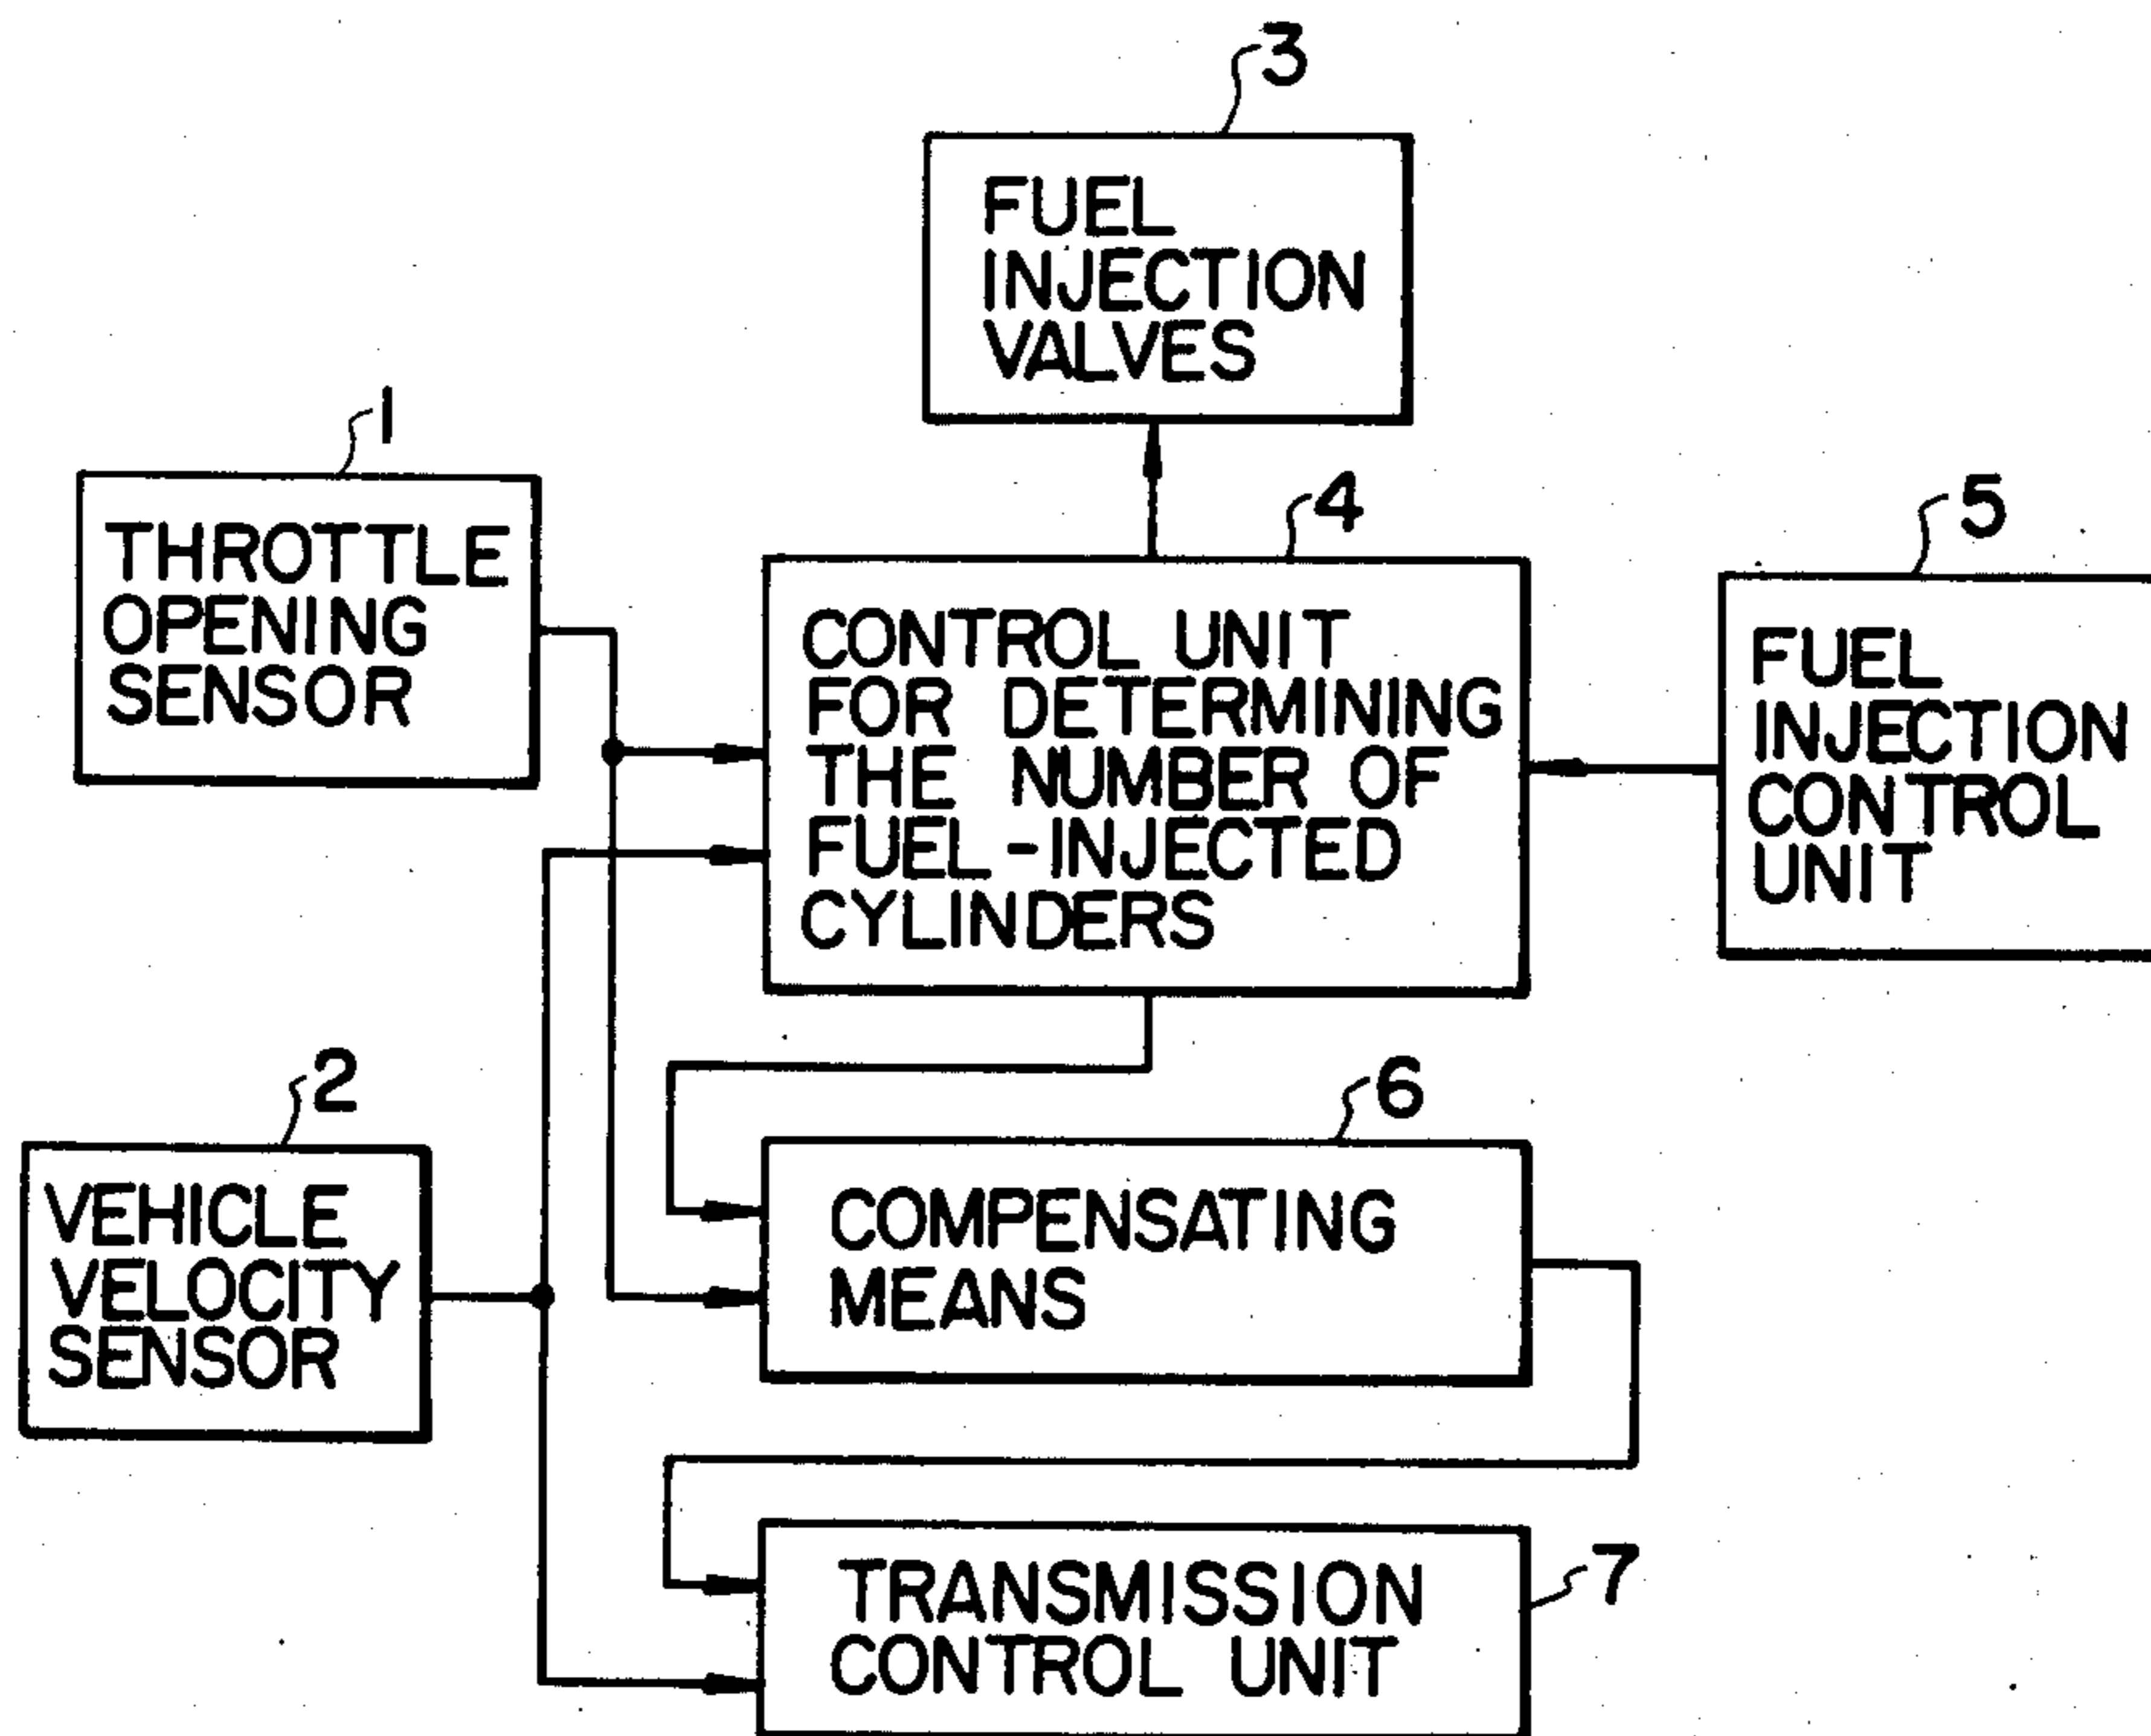 3
FUEL
INJECTION
VALVES
1
THROTTLE
OPENING
SENSOR
4
CONTROL UNIT
FOR DETERMINING
THE NUMBER OF
FUEL-INJECTED
CYLINDERS
5
FUEL
INJECTION
CONTROL
UNIT
2
VEHICLE
VELOCITY
SENSOR
6
COMPENSATING
MEANS
7
TRANSMISSION
CONTROL UNIT